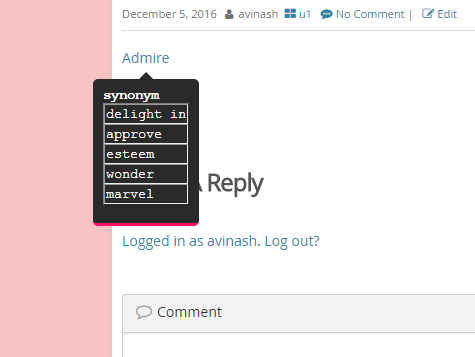 December 5, 2016 avinash u1 No Comment | Edit
Admire
synonym
delight in
approve
esteem
wonder
marvel
Reply
Logged in as avinash. Log out?
Comment